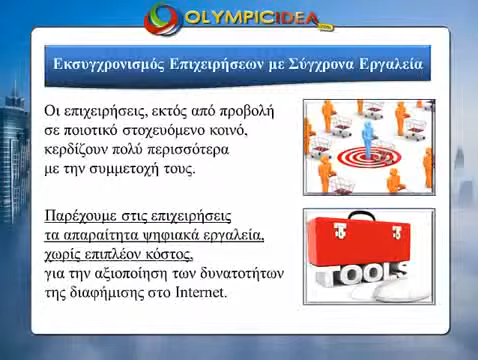 OLYMPICIDEA
Εκσυγχρονισμός Επιχειρήσεων με Σύγχρονα Εργαλεία
Οι επιχειρήσεις, εκτός από προβολή
σε ποιοτικό στοχευόμενο κοινό,
κερδίζουν πολύ περισσότερα
με την συμμετοχή τους.
Παρέχουμε στις επιχειρήσεις
τα απαραίτητα ψηφιακά εργαλεία,
χωρίς επιπλέον κόστος,
για την αξιοποίηση των δυνατοτήτων
της διαφήμισης στο Internet.
TOOLS